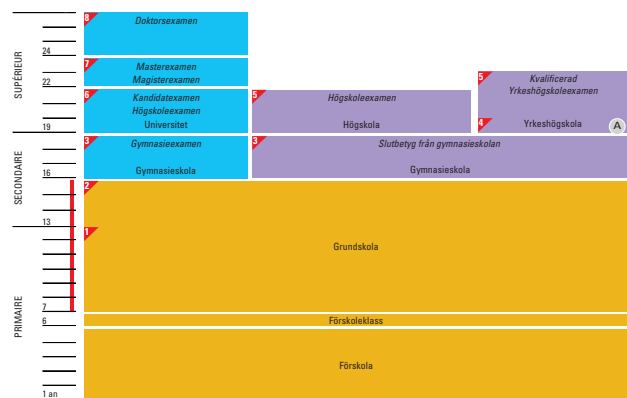 SUPÉRIEUR
SECONDAIRE
PRIMAIRE
24
22
19
16
13
7
6
1 an
8
Doktorsexamen
7
Masterexamen
Magisterexamen
6
Kandidatexamen
Högskoleexamen
Universitet
5
Högskoleexamen
Högskola
5
Kvalificerad
Yrkeshögskoleexamen
4
Yrkeshögskola
A
3
Gymnasieexamen
Gymnasieskola
3
Slutbetyg från gymnasieskolan
Gymnasieskola
2
1
Grundskola
Förskoleklass
Förskola